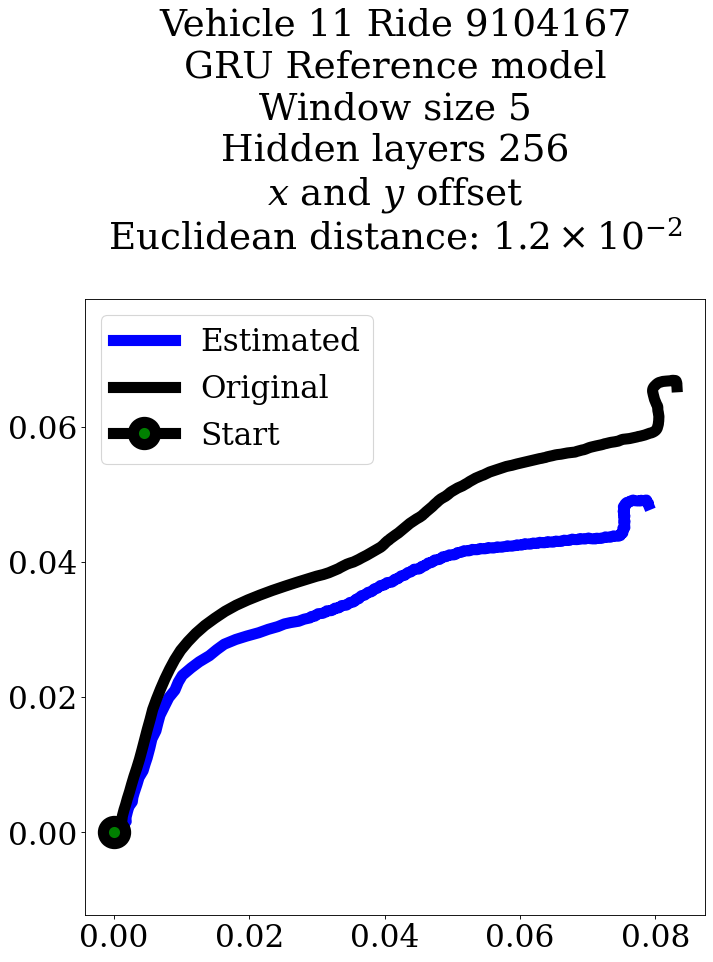 Vehicle 11 Ride 9104167
GRU Reference model
Window size 5
Hidden layers 256
x and y offset
Euclidean distance: 1.2 × 10⁻²
Estimated
Original
Start
0.06
0.04
0.02
0.00
0.00 0.02 0.04 0.06 0.08